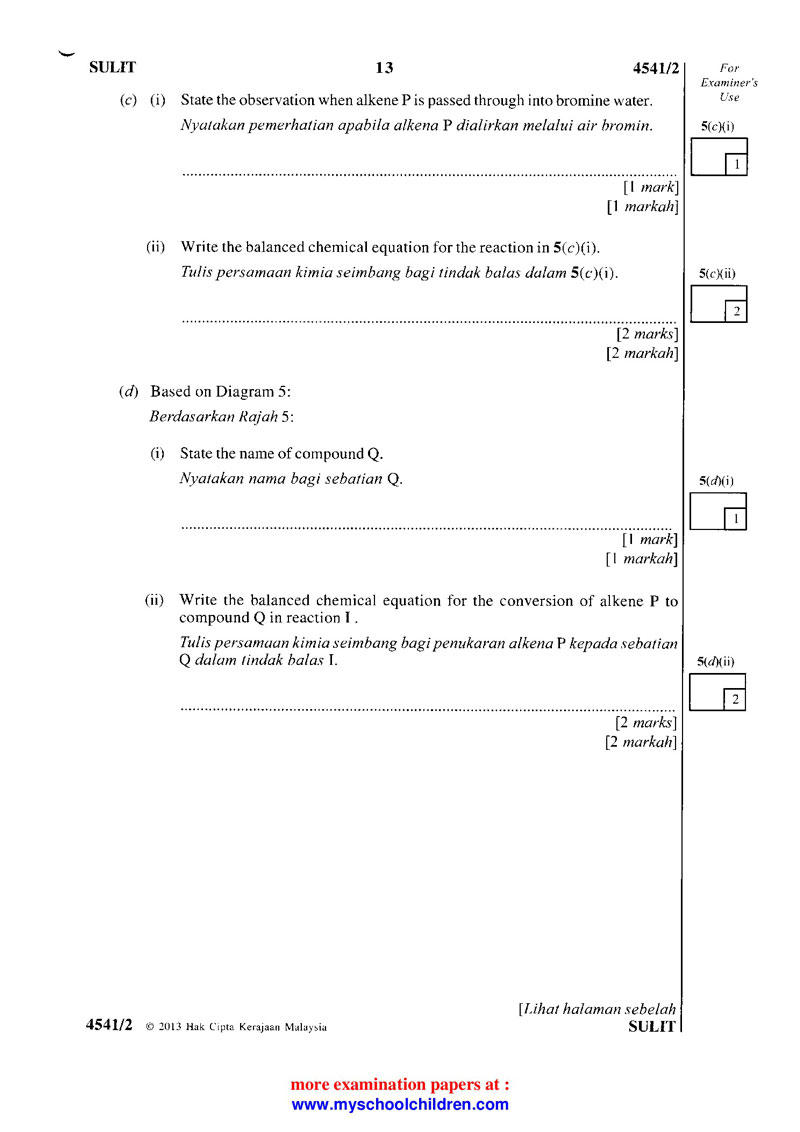 SULIT 13 4541/2
For
Examiner's
Use
(c) (i) State the observation when alkene P is passed through into bromine water.
Nyatakan pemerhatian apabila alkena P dialirkan melalui air bromin.
5(c)(i)
1
[1 mark]
[1 markah]
(ii) Write the balanced chemical equation for the reaction in 5(c)(i).
Tulis persamaan kimia seimbang bagi tindak balas dalam 5(c)(i).
5(c)(ii)
2
[2 marks]
[2 markah]
(d) Based on Diagram 5:
Berdasarkan Rajah 5:
(i) State the name of compound Q.
Nyatakan nama bagi sebatian Q.
5(d)(i)
1
[1 mark]
[1 markah]
(ii) Write the balanced chemical equation for the conversion of alkene P to
compound Q in reaction I .
Tulis persamaan kimia seimbang bagi penukaran alkena P kepada sebatian
Q dalam tindak balas I.
5(d)(ii)
2
[2 marks]
[2 markah]
[Lihat halaman sebelah
4541/2 © 2013 Hak Cipta Kerajaan Malaysia SULIT
more examination papers at :
www.myschoolchildren.com